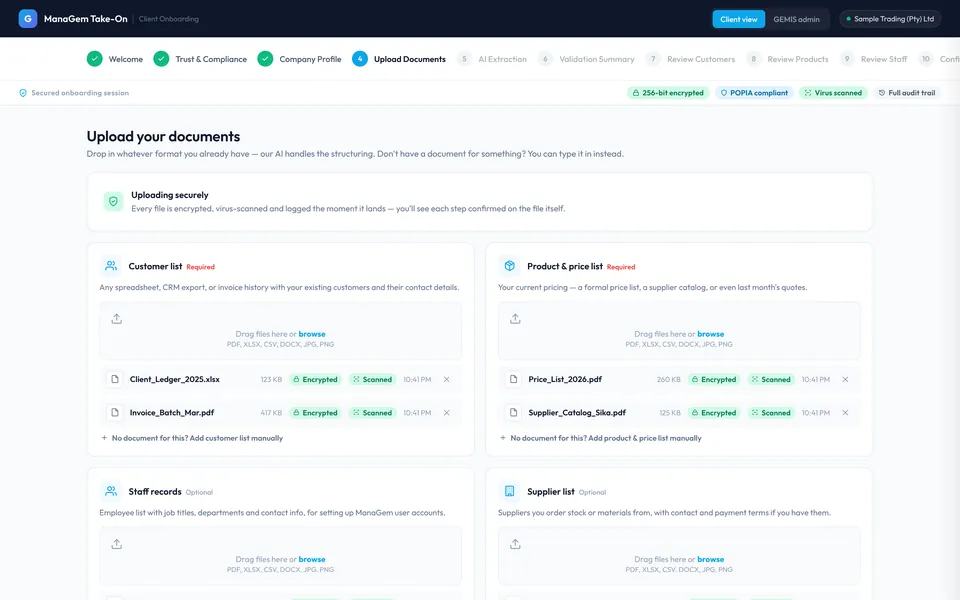 G ManaGem Take-On Client Onboarding Client view GEMIS admin Sample Trading (Pty) Ltd
Welcome Trust & Compliance Company Profile 4 Upload Documents 5 AI Extraction 6 Validation Summary 7 Review Customers 8 Review Products 9 Review Staff 10 Confi
Secured onboarding session 256-bit encrypted POPIA compliant Virus scanned Full audit trail
Upload your documents
Drop in whatever format you already have — our AI handles the structuring. Don't have a document for something? You can type it in instead.
Uploading securely
Every file is encrypted, virus-scanned and logged the moment it lands — you'll see each step confirmed on the file itself.
Customer list Required
Any spreadsheet, CRM export, or invoice history with your existing customers and their contact details.
Drag files here or browse
PDF, XLSX, CSV, DOCX, JPG, PNG
Client_Ledger_2025.xlsx 123 KB Encrypted Scanned 10:41 PM
Invoice_Batch_Mar.pdf 417 KB Encrypted Scanned 10:41 PM
+ No document for this? Add customer list manually
Product & price list Required
Your current pricing — a formal price list, a supplier catalog, or even last month's quotes.
Drag files here or browse
PDF, XLSX, CSV, DOCX, JPG, PNG
Price_List_2026.pdf 260 KB Encrypted Scanned 10:41 PM
Supplier_Catalog_Sika.pdf 125 KB Encrypted Scanned 10:41 PM
+ No document for this? Add product & price list manually
Staff records Optional
Employee list with job titles, departments and contact info, for setting up ManaGem user accounts.
Drag files here or browse
PDF, XLSX, CSV, DOCX, JPG, PNG
Supplier list Optional
Suppliers you order stock or materials from, with contact and payment terms if you have them.
Drag files here or browse
PDF, XLSX, CSV, DOCX, JPG, PNG